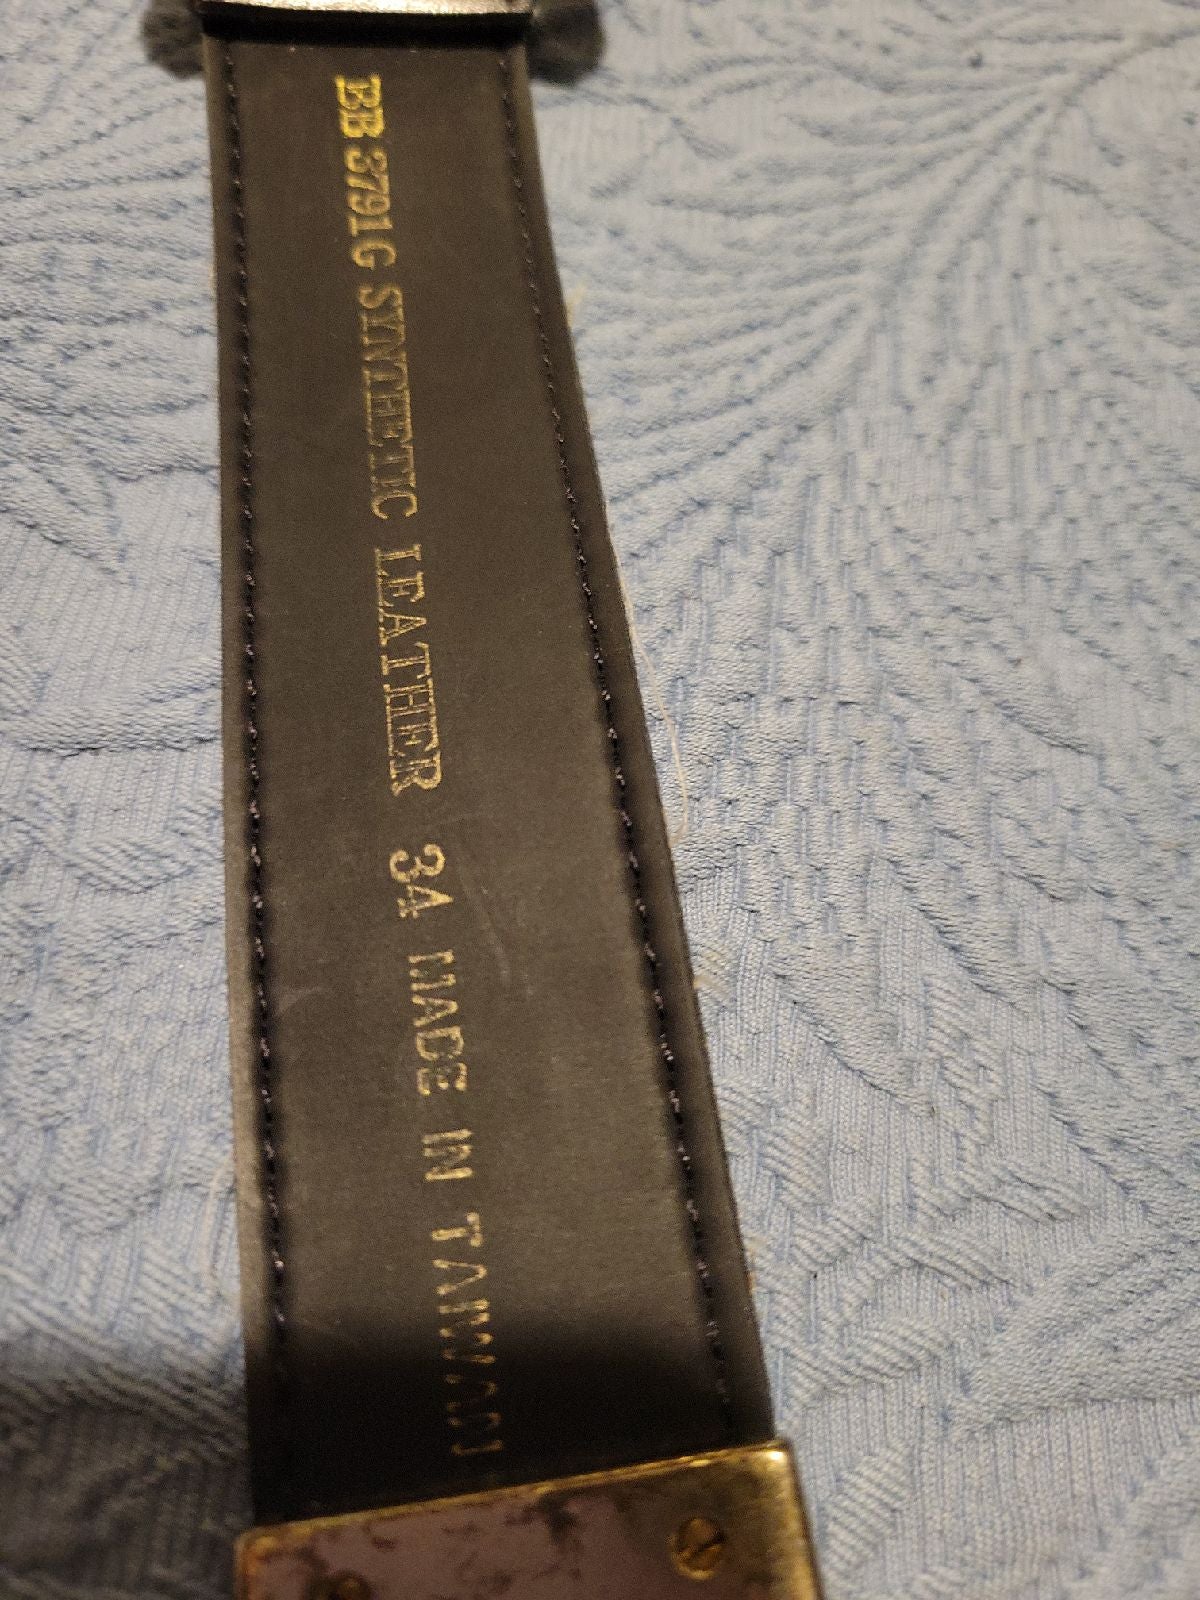 BB 3791G SYNTHETIC LEATHER 34 MADE IN TAIWAN